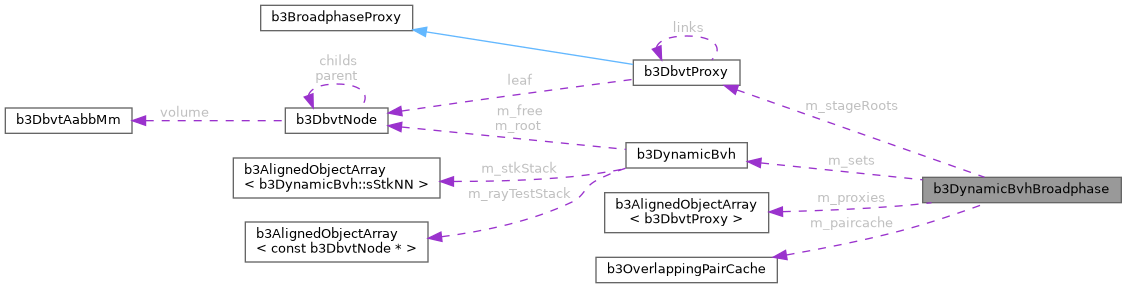 b3BroadphaseProxy
links
childs
parent
b3DbvtProxy
leaf
m_stageRoots
volume
m_free
m_root
b3DbvtAabbMm
b3DbvtNode
b3DynamicBvh
m_sets
b3AlignedObjectArray
< b3DynamicBvh::sStkNN >
m_stkStack
m_rayTestStack
b3DynamicBvhBroadphase
b3AlignedObjectArray
< b3DbvtProxy >
m_proxies
m_paircache
b3AlignedObjectArray
< const b3DbvtNode * >
b3OverlappingPairCache